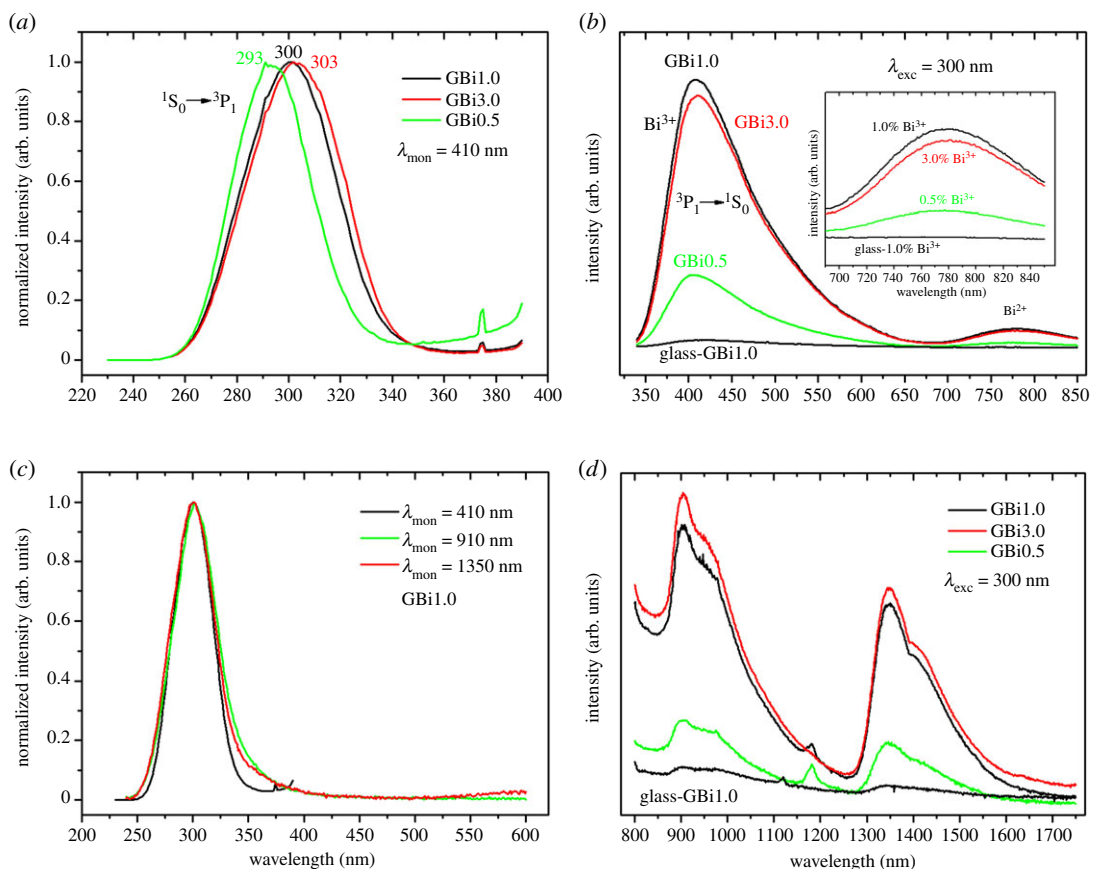 (a)
293
300
303
¹S₀→³P₁
GBi1.0
GBi3.0
GBi0.5
λmon = 410 nm
normalized intensity (arb. units)
1.0
0.8
0.6
0.4
0.2
0
220 240 260 280 300 320 340 360 380 400
(b)
GBi1.0
λexc = 300 nm
Bi³⁺
GBi3.0
³P₁→¹S₀
GBi0.5
glass-GBi1.0
Bi²⁺
intensity (arb. units)
350 400 450 500 550 600 650 700 750 800 850
1.0% Bi³⁺
3.0% Bi³⁺
0.5% Bi³⁺
glass-1.0% Bi³⁺
intensity (arb. units)
700 720 740 760 780 800 820 840
wavelength (nm)
(c)
λmon = 410 nm
λmon = 910 nm
λmon = 1350 nm
GBi1.0
normalized intensity (arb. units)
1.0
0.8
0.6
0.4
0.2
0
200 250 300 350 400 450 500 550 600
wavelength (nm)
(d)
GBi1.0
GBi3.0
GBi0.5
λexc = 300 nm
glass-GBi1.0
intensity (arb. units)
800 900 1000 1100 1200 1300 1400 1500 1600 1700
wavelength (nm)